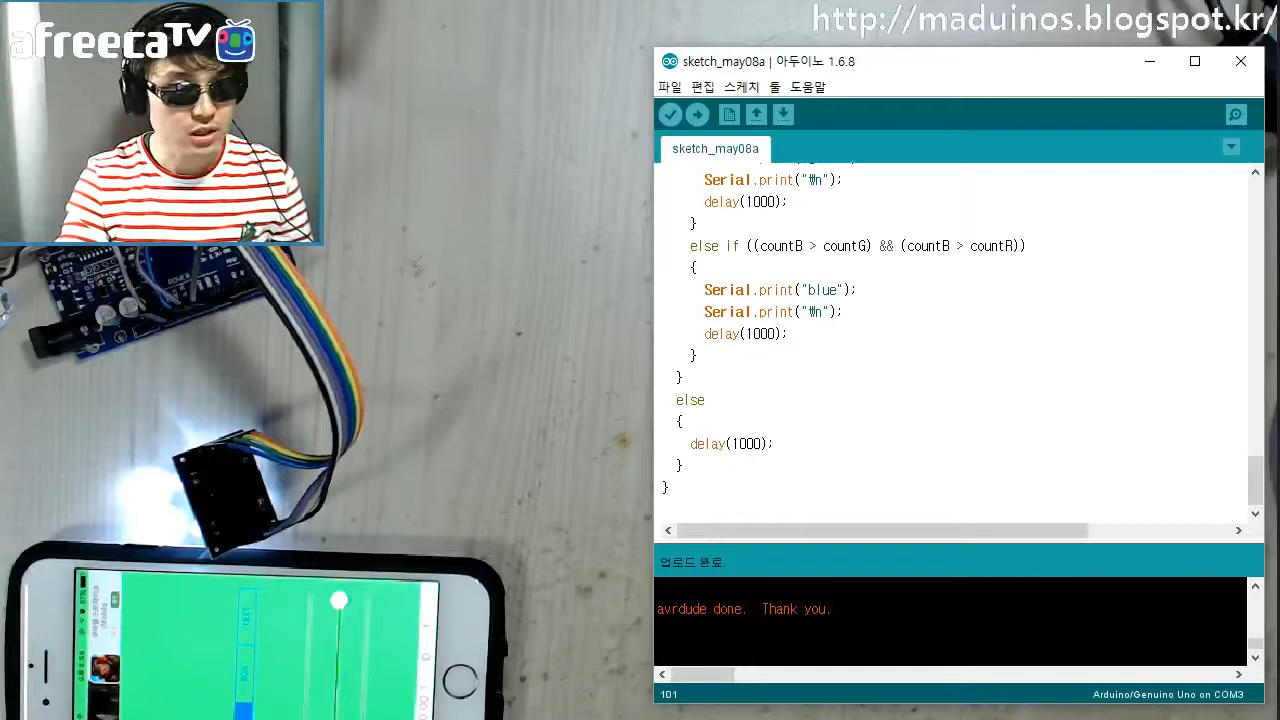 afreecaTV
http://maduinos.blogspot.kr/
sketch_may08a | 아두이노 1.6.8
파일 편집 스케치 툴 도움말
sketch_may08a
Serial.print("₩n");
delay(1000);
}
else if ((countB > countG) && (countB > countR))
{
Serial.print("blue");
Serial.print("₩n");
delay(1000);
}
}
else
{
delay(1000);
}
}
업로드 완료.
avrdude done.  Thank you.
101
Arduino/Genuino Uno on COM3
TEXT